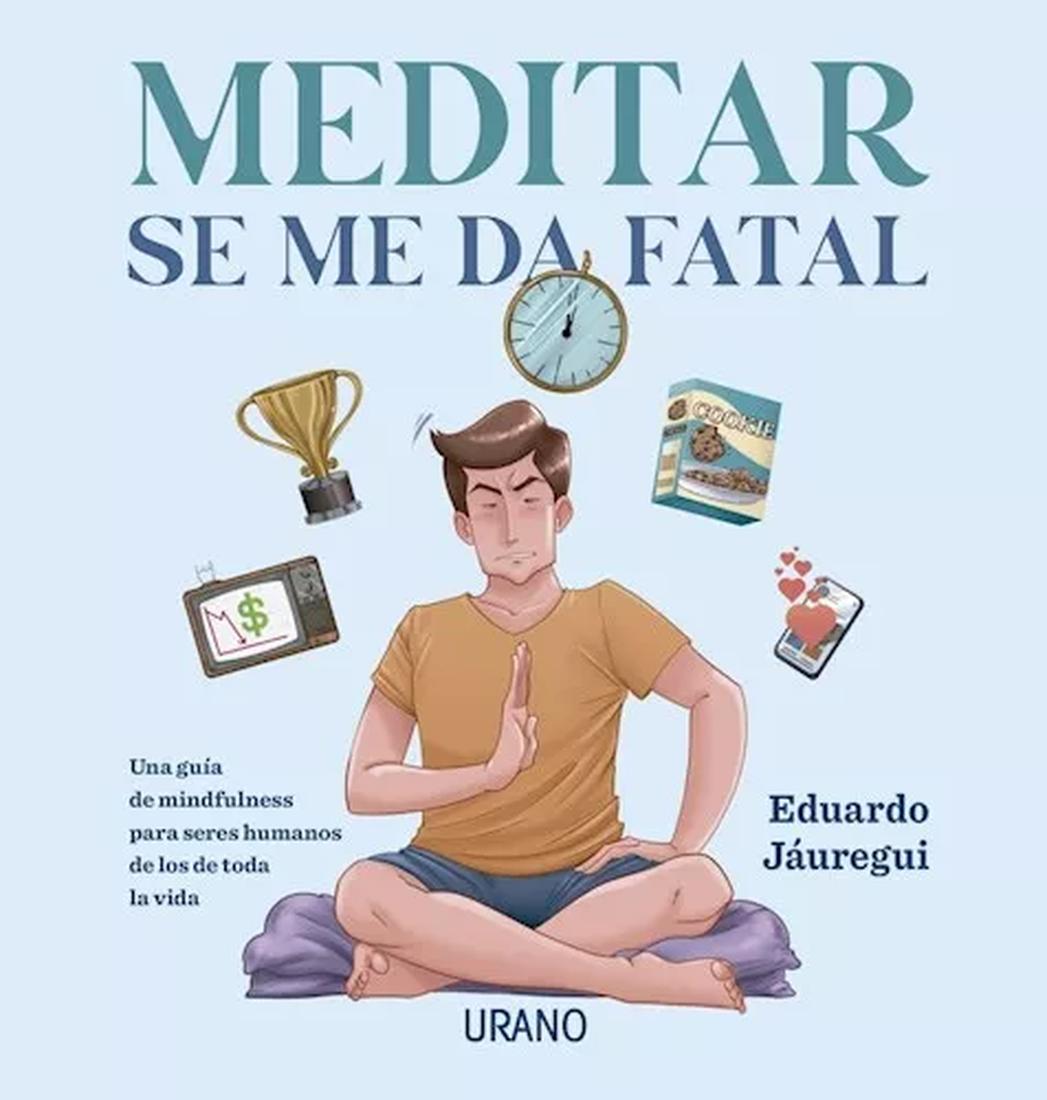 MEDITAR
SE ME DA FATAL
COOKIE
$
Una guía
de mindfulness
para seres humanos
de los de toda
la vida
Eduardo
Jáuregui
URANO